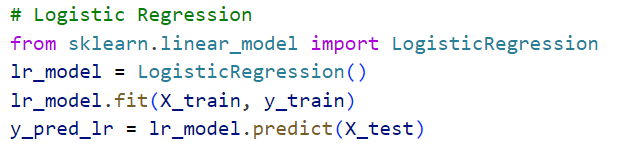 # Logistic Regression
from sklearn.linear_model import LogisticRegression
lr_model = LogisticRegression()
lr_model.fit(X_train, y_train)
y_pred_lr = lr_model.predict(X_test)